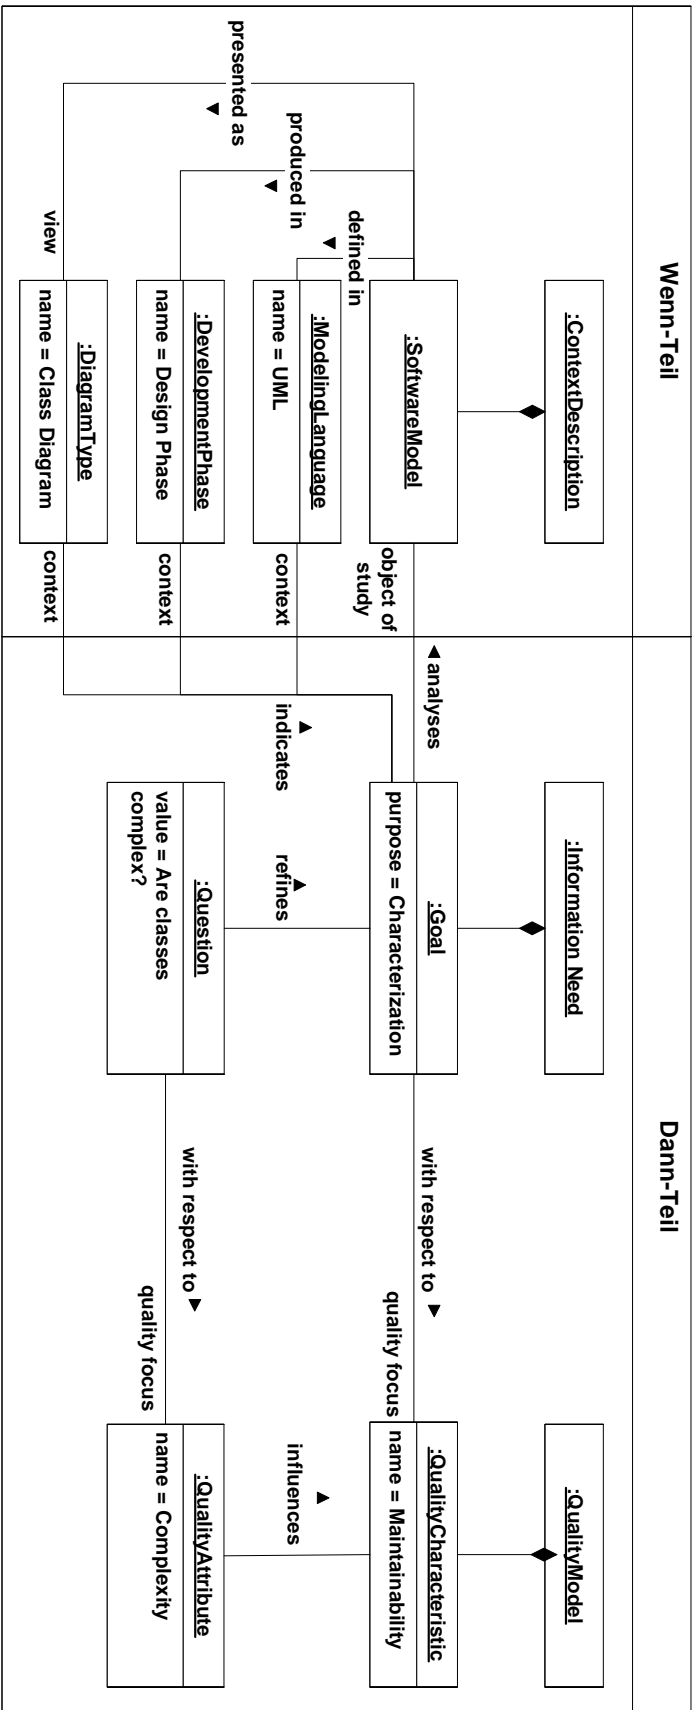 Wenn-Teil
Dann-Teil
:ContextDescription
:Information Need
:QualityModel
:SoftwareModel
object of
study
◄ analyses
:Goal
purpose = Characterization
with respect to ►
quality focus
:QualityCharacteristic
name = Maintainability
defined in
▼
:ModelingLanguage
name = UML
context
produced in
▼
:DevelopmentPhase
name = Design Phase
context
presented as
▼
view
:DiagramType
name = Class Diagram
context
▲
indicates
▲
refines
:Question
value = Are classes
complex?
with respect to ►
quality focus
▲
influences
:QualityAttribute
name = Complexity